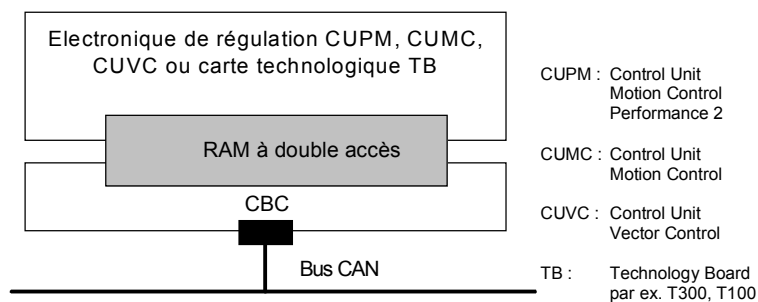 Electronique de régulation CUPM, CUMC,
CUVC ou carte technologique TB
RAM à double accès
CBC
Bus CAN
CUPM : Control Unit
Motion Control
Performance 2
CUMC : Control Unit
Motion Control
CUVC : Control Unit
Vector Control
TB : Technology Board
par ex. T300, T100